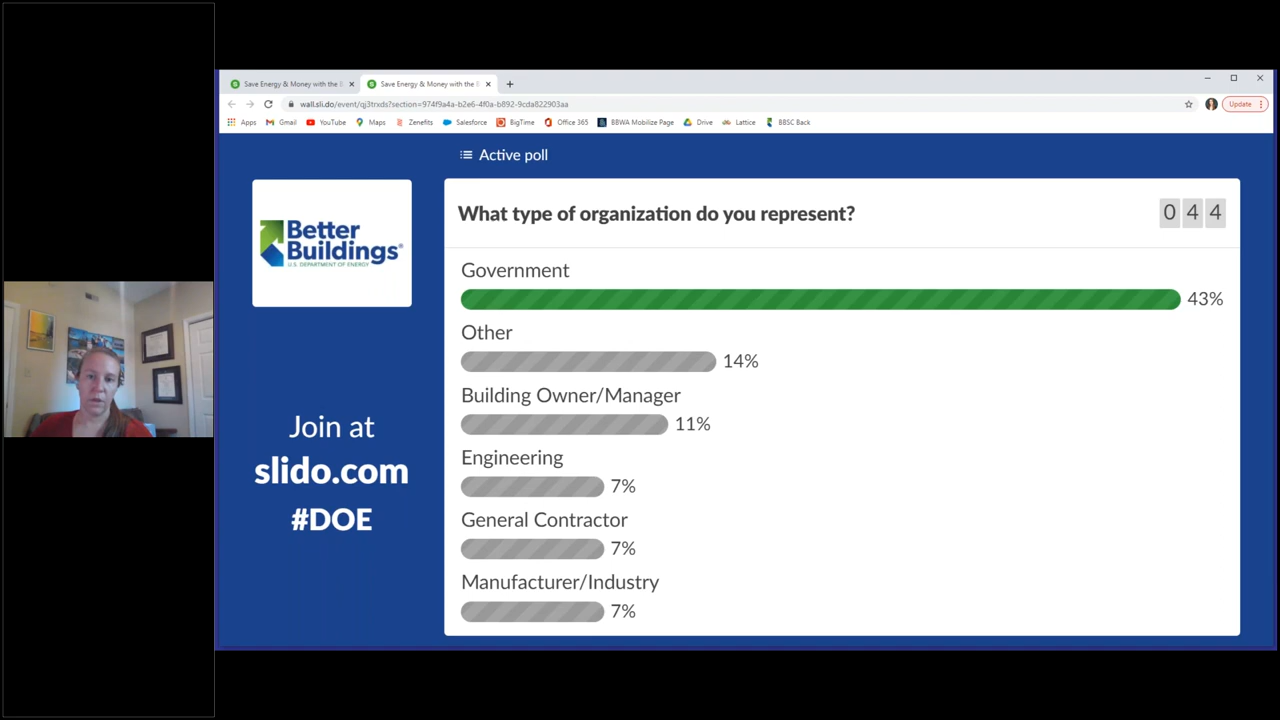 Save Energy & Money with the B
Save Energy & Money with the B
wall.sli.do/event/qj3trxds?section=974f9a4a-b2e6-4f0a-b892-9cda822903aa
Update
Apps
Gmail
YouTube
Maps
Zenefits
Salesforce
BigTime
Office 365
BBWA Mobilize Page
Drive
Lattice
BBSC Back
Active poll
Better
Buildings®
U.S. DEPARTMENT OF ENERGY
Join at
slido.com
#DOE
What type of organization do you represent?
044
Government
43%
Other
14%
Building Owner/Manager
11%
Engineering
7%
General Contractor
7%
Manufacturer/Industry
7%